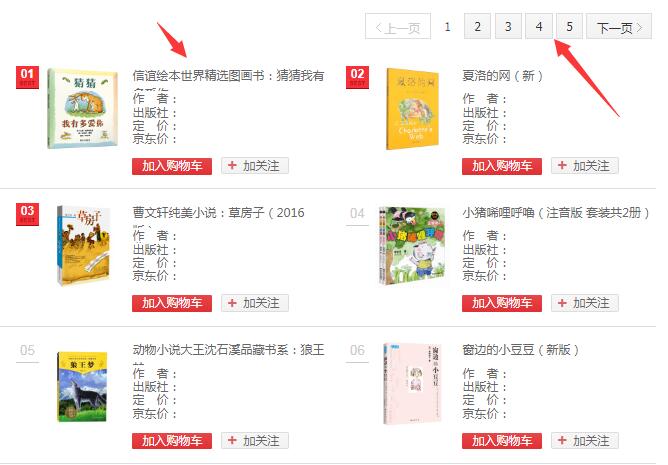 < 上一页 1 2 3 4 5 下一页 >
01
BEST
猜猜
我有多爱你
信谊绘本世界精选图画书：猜猜我有
作 者：
出版社：
定 价：
京东价：
加入购物车 + 加关注
02
BEST
夏洛的网
Charlotte's
Web
夏洛的网（新）
作 者：
出版社：
定 价：
京东价：
加入购物车 + 加关注
03
BEST
草房子
曹文轩纯美小说：草房子（2016
作 者：
出版社：
定 价：
京东价：
加入购物车 + 加关注
04
小猪唏哩呼噜（注音版 套装共2册）
作 者：
出版社：
定 价：
京东价：
加入购物车 + 加关注
05
狼王梦
动物小说大王沈石溪品藏书系：狼王
作 者：
出版社：
定 价：
京东价：
加入购物车 + 加关注
06
窗边的小豆豆
窗边的小豆豆（新版）
作 者：
出版社：
定 价：
京东价：
加入购物车 + 加关注